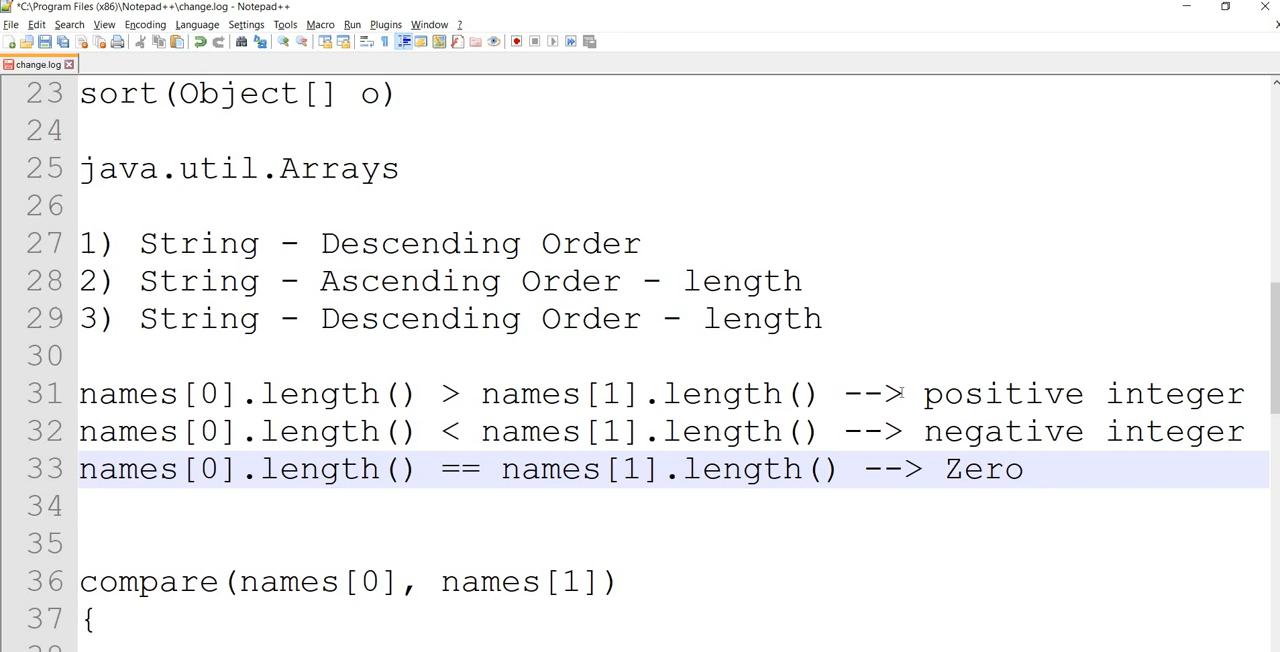 *C:\Program Files (x86)\Notepad++\change.log - Notepad++
File Edit Search View Encoding Language Settings Tools Macro Run Plugins Window ?
change.log
23 sort(Object[] o)
24
25 java.util.Arrays
26
27 1) String - Descending Order
28 2) String - Ascending Order - length
29 3) String - Descending Order - length
30
31 names[0].length() > names[1].length() --> positive integer
32 names[0].length() < names[1].length() --> negative integer
33 names[0].length() == names[1].length() --> Zero
34
35
36 compare(names[0], names[1])
37 {